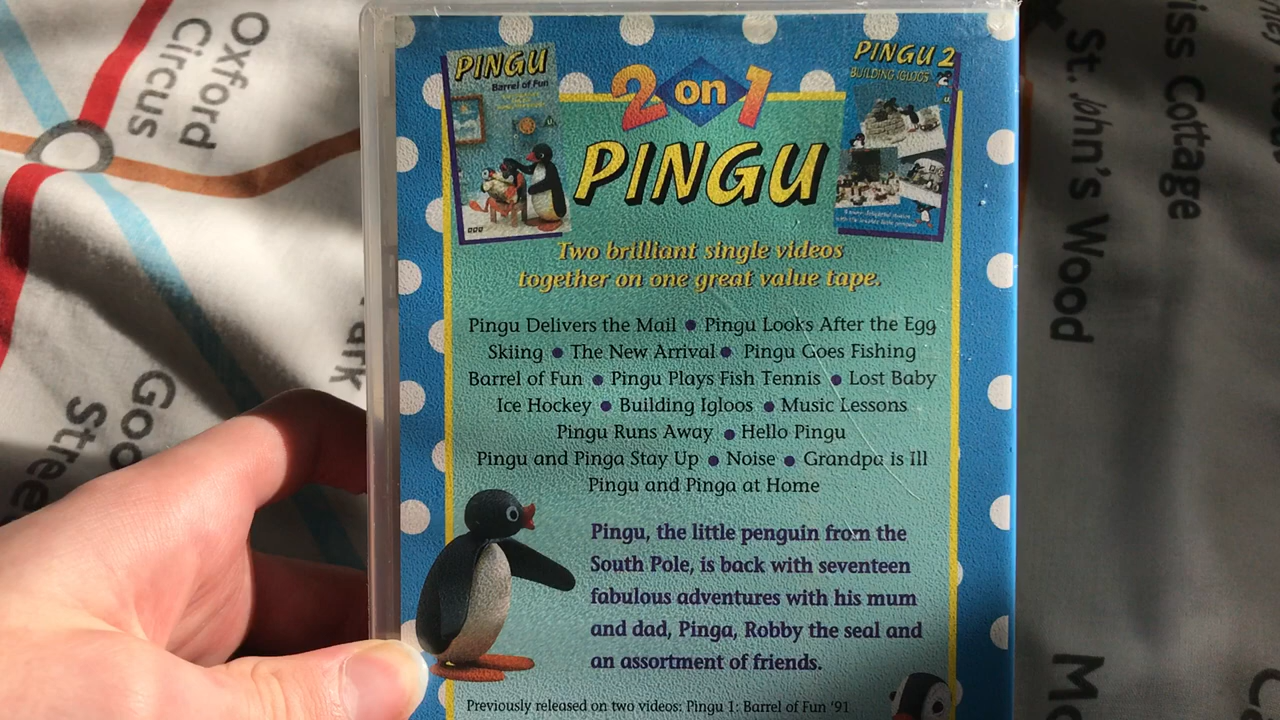 Oxford
Circus
Goo
Stree
ark
St. John's Wood
iss Cottage
PINGU
Barrel of Fun
2 on 1
PINGU 2
BUILDING IGLOOS
PINGU
Two brilliant single videos
together on one great value tape.
Pingu Delivers the Mail ● Pingu Looks After the Egg
Skiing ● The New Arrival ● Pingu Goes Fishing
Barrel of Fun ● Pingu Plays Fish Tennis ● Lost Baby
Ice Hockey ● Building Igloos ● Music Lessons
Pingu Runs Away ● Hello Pingu
Pingu and Pinga Stay Up ● Noise ● Grandpa is Ill
Pingu and Pinga at Home
Pingu, the little penguin from the
South Pole, is back with seventeen
fabulous adventures with his mum
and dad, Pinga, Robby the seal and
an assortment of friends.
Previously released on two videos: Pingu 1: Barrel of Fun '91